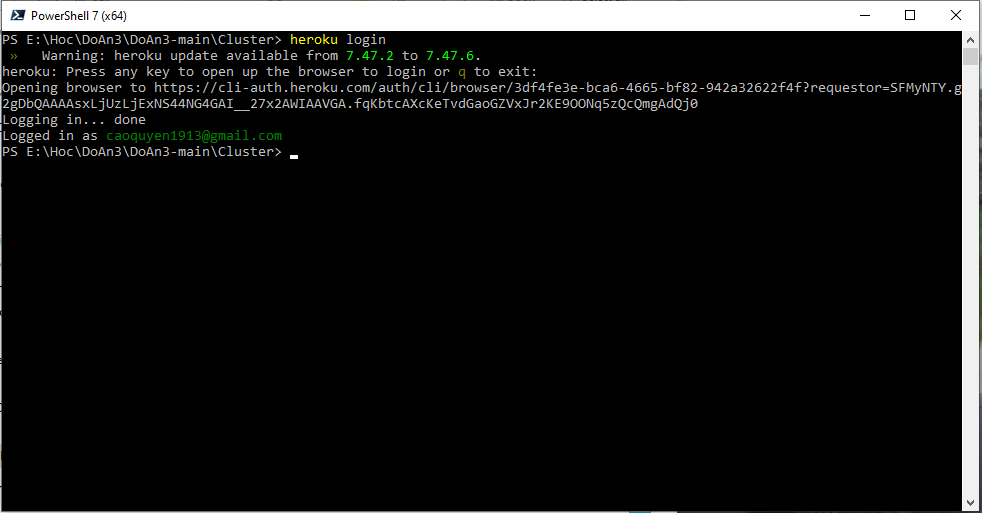 PowerShell 7 (x64)
PS E:\Hoc\DoAn3\DoAn3-main\Cluster> heroku login
»   Warning: heroku update available from 7.47.2 to 7.47.6.
heroku: Press any key to open up the browser to login or q to exit:
Opening browser to https://cli-auth.heroku.com/auth/cli/browser/3df4fe3e-bca6-4665-bf82-942a32622f4f?requestor=SFMyNTY.g
2gDbQAAAAsxLjUzLjExNS44NG4GAI__27x2AWIAAVGA.fqKbtcAXcKeTvdGaoGZVxJr2KE9OONq5zQcQmgAdQj0
Logging in... done
Logged in as caoquyen1913@gmail.com
PS E:\Hoc\DoAn3\DoAn3-main\Cluster>